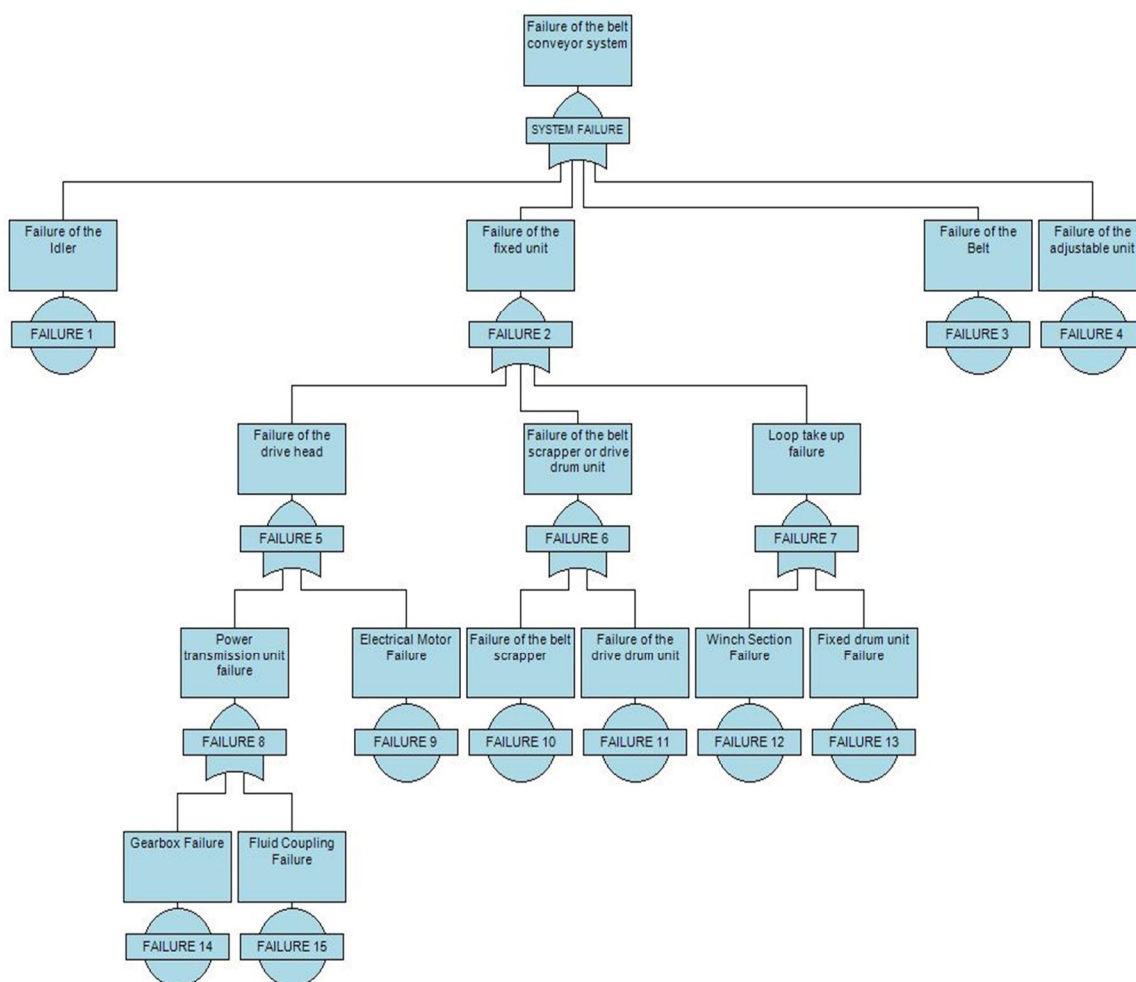 Failure of the belt
conveyor system
SYSTEM FAILURE
Failure of the
Idler
FAILURE 1
Failure of the
fixed unit
FAILURE 2
Failure of the
Belt
FAILURE 3
Failure of the
adjustable unit
FAILURE 4
Failure of the
drive head
FAILURE 5
Failure of the belt
scrapper or drive
drum unit
FAILURE 6
Loop take up
failure
FAILURE 7
Power
transmission unit
failure
FAILURE 8
Electrical Motor
Failure
FAILURE 9
Failure of the belt
scrapper
FAILURE 10
Failure of the
drive drum unit
FAILURE 11
Winch Section
Failure
FAILURE 12
Fixed drum unit
Failure
FAILURE 13
Gearbox Failure
FAILURE 14
Fluid Coupling
Failure
FAILURE 15